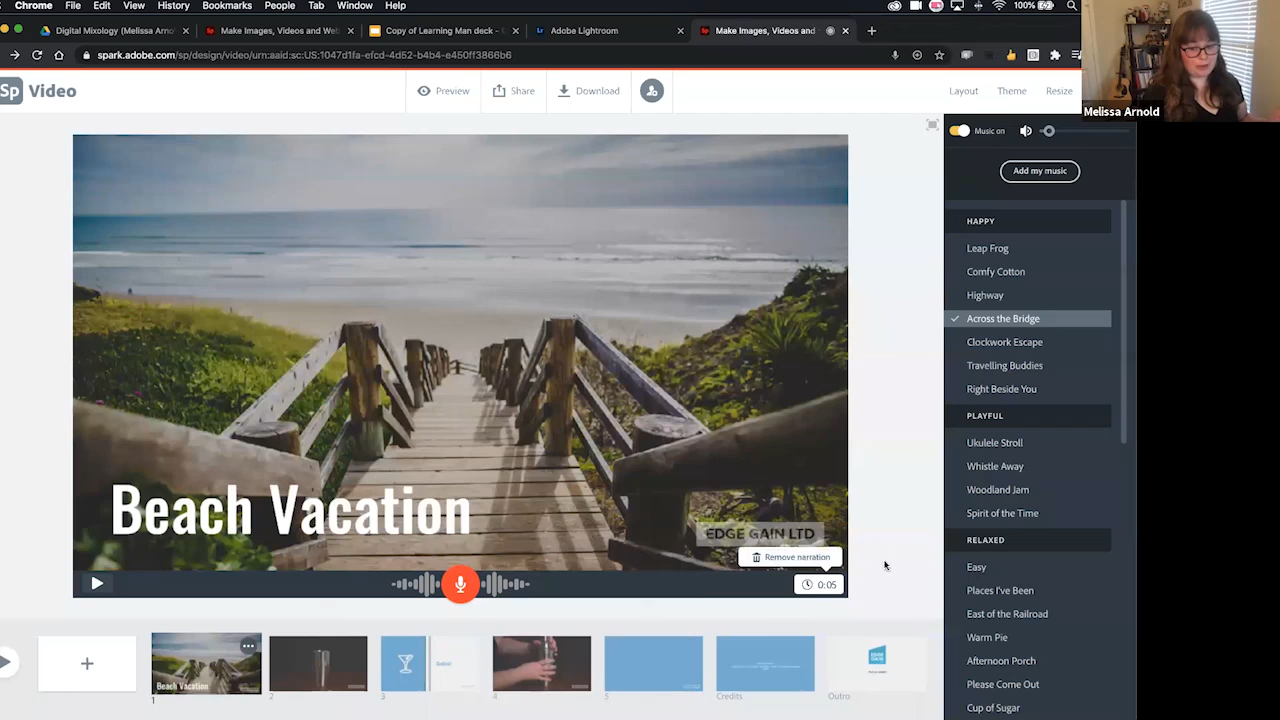 Chrome File Edit View History Bookmarks People Tab Window Help 100%
Digital Mixology (Melissa Arno
Make Images, Videos and Web
Copy of Learning Man deck -
Adobe Lightroom
Make Images, Videos and
spark.adobe.com/sp/design/video/urn:aaid:sc:US:1047d1fa-efcd-4d52-b4b4-e450ff3866b6
Sp Video
Preview Share Download
Layout Theme Resize
Melissa Arnold
Music on
Add my music
HAPPY
Leap Frog
Comfy Cotton
Highway
Across the Bridge
Clockwork Escape
Travelling Buddies
Right Beside You
PLAYFUL
Ukulele Stroll
Whistle Away
Woodland Jam
Spirit of the Time
RELAXED
Easy
Places I've Been
East of the Railroad
Warm Pie
Afternoon Porch
Please Come Out
Cup of Sugar
Beach Vacation
EDGE GAIN LTD
Remove narration
0:05
+
Beach Vacation
1
2
3
4
5
Credits
Outro